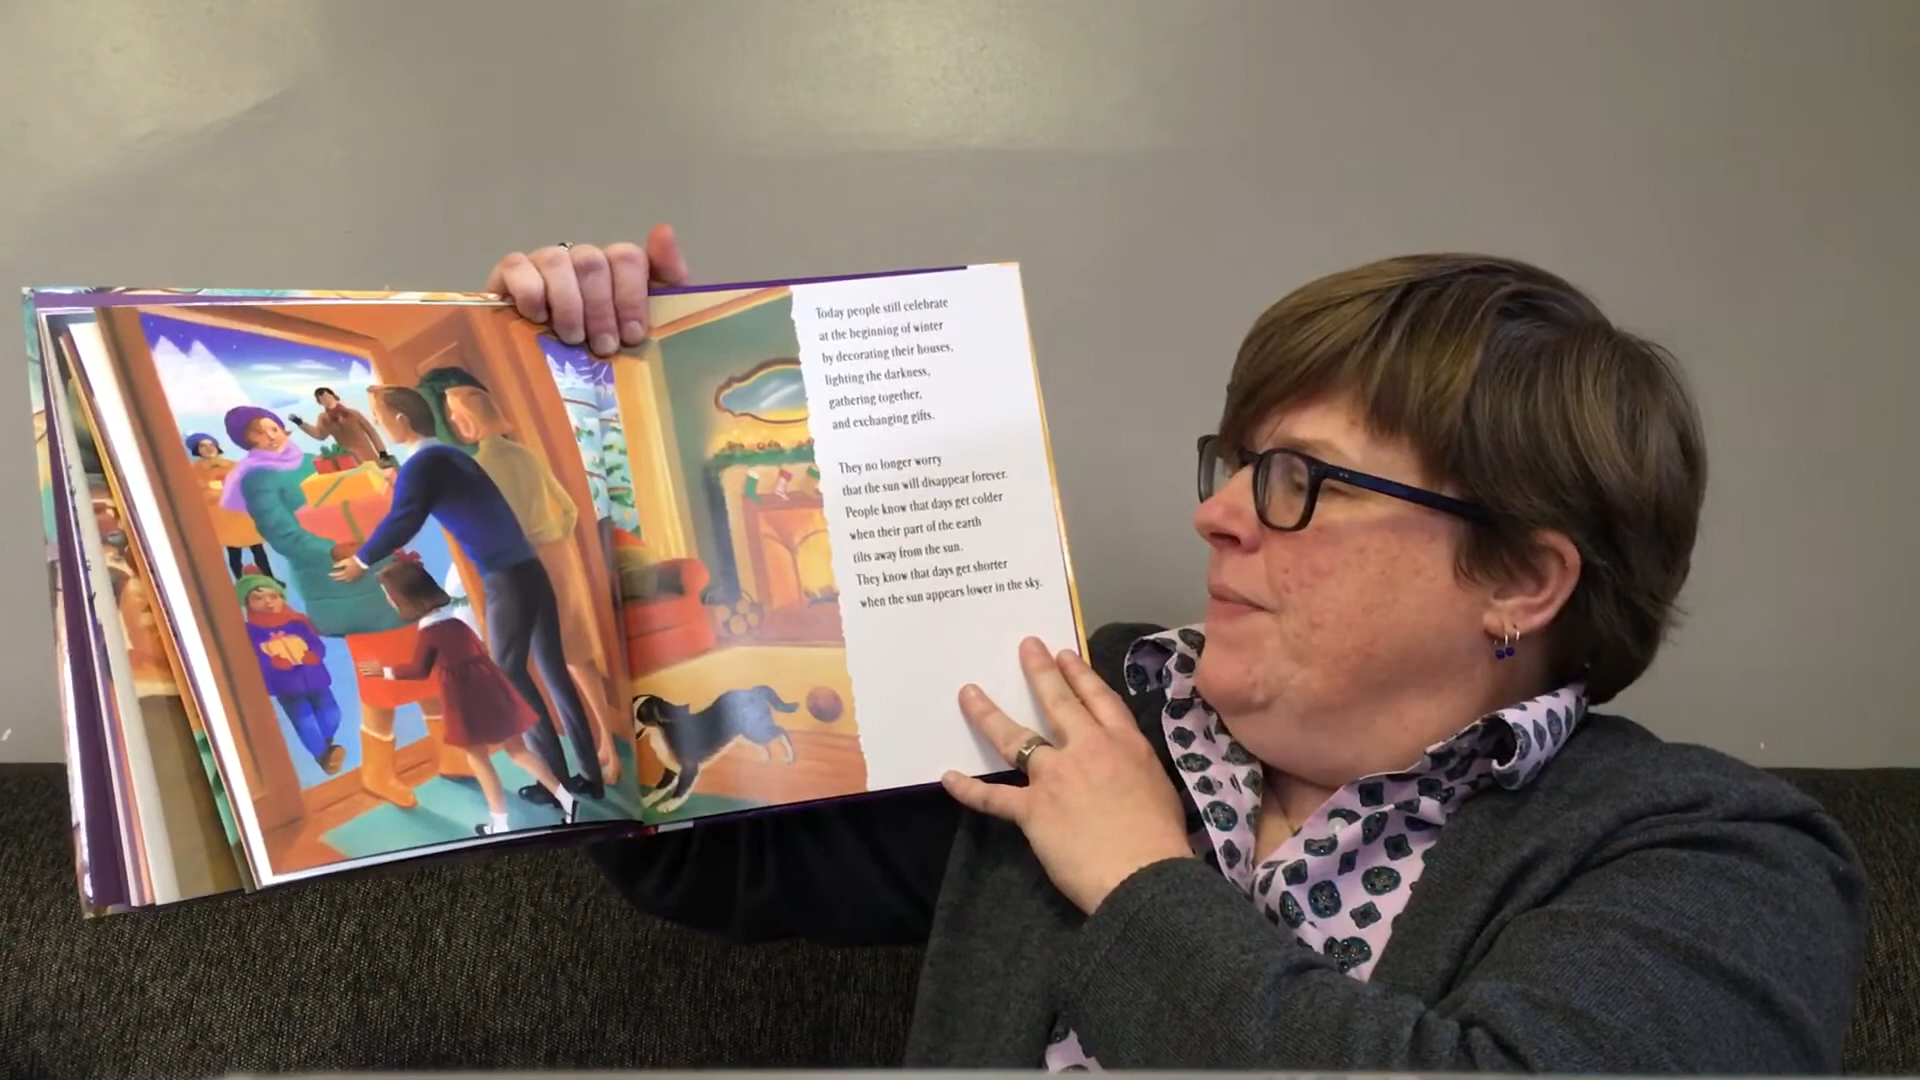 Today people still celebrate
at the beginning of winter
by decorating their houses,
lighting the darkness,
gathering together,
and exchanging gifts.
They no longer worry
that the sun will disappear forever.
People know that days get colder
when their part of the earth
tilts away from the sun.
They know that days get shorter
when the sun appears lower in the sky.